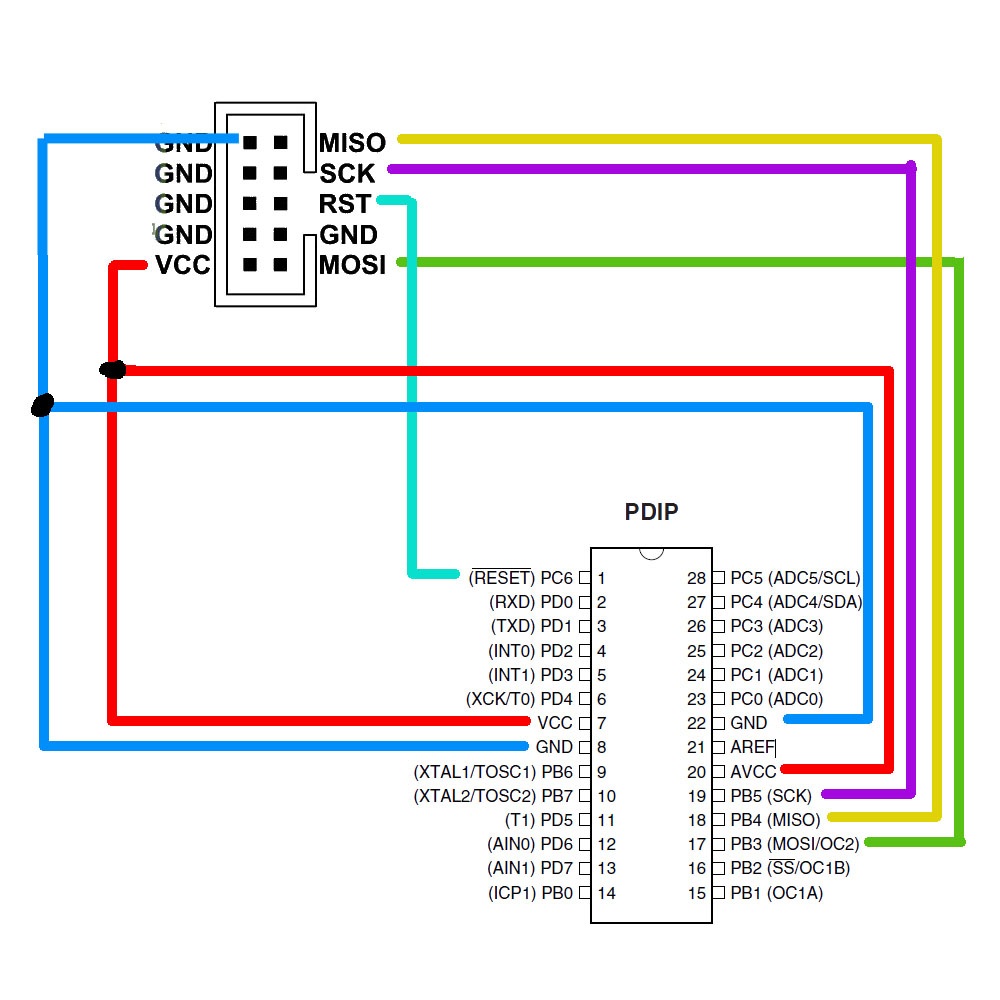 GND MISO
GND SCK
GND RST
GND GND
VCC MOSI
PDIP
(RESET) PC6 1 28 PC5 (ADC5/SCL)
(RXD) PD0 2 27 PC4 (ADC4/SDA)
(TXD) PD1 3 26 PC3 (ADC3)
(INT0) PD2 4 25 PC2 (ADC2)
(INT1) PD3 5 24 PC1 (ADC1)
(XCK/T0) PD4 6 23 PC0 (ADC0)
VCC 7 22 GND
GND 8 21 AREF
(XTAL1/TOSC1) PB6 9 20 AVCC
(XTAL2/TOSC2) PB7 10 19 PB5 (SCK)
(T1) PD5 11 18 PB4 (MISO)
(AIN0) PD6 12 17 PB3 (MOSI/OC2)
(AIN1) PD7 13 16 PB2 (SS/OC1B)
(ICP1) PB0 14 15 PB1 (OC1A)